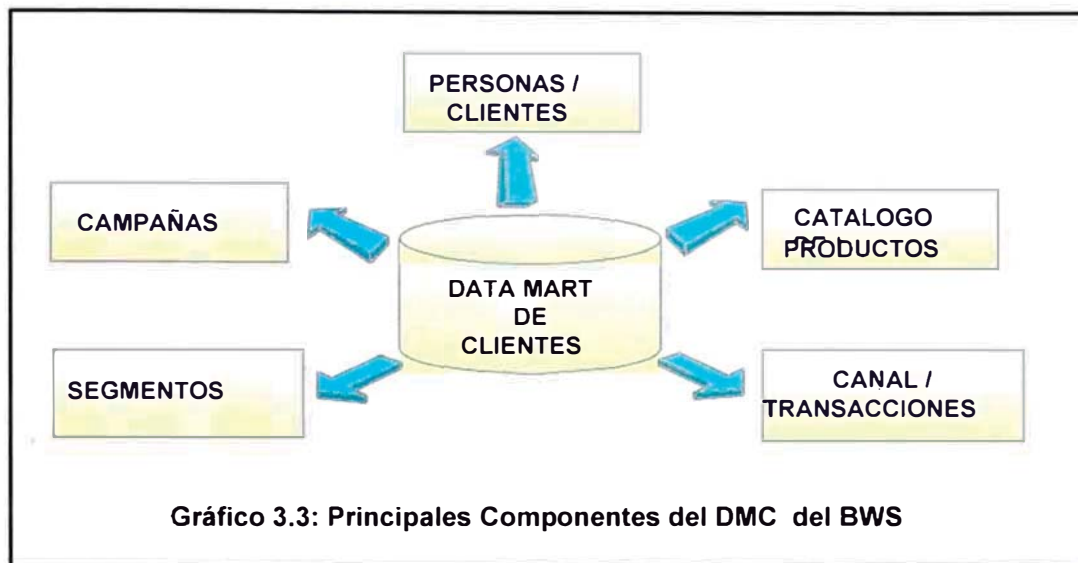 PERSONAS /
CLIENTES
CAMPAÑAS
CATALOGO
PRODUCTOS
DATA MART
DE
CLIENTES
SEGMENTOS
CANAL /
TRANSACCIONES
Gráfico 3.3: Principales Componentes del DMC del BWS